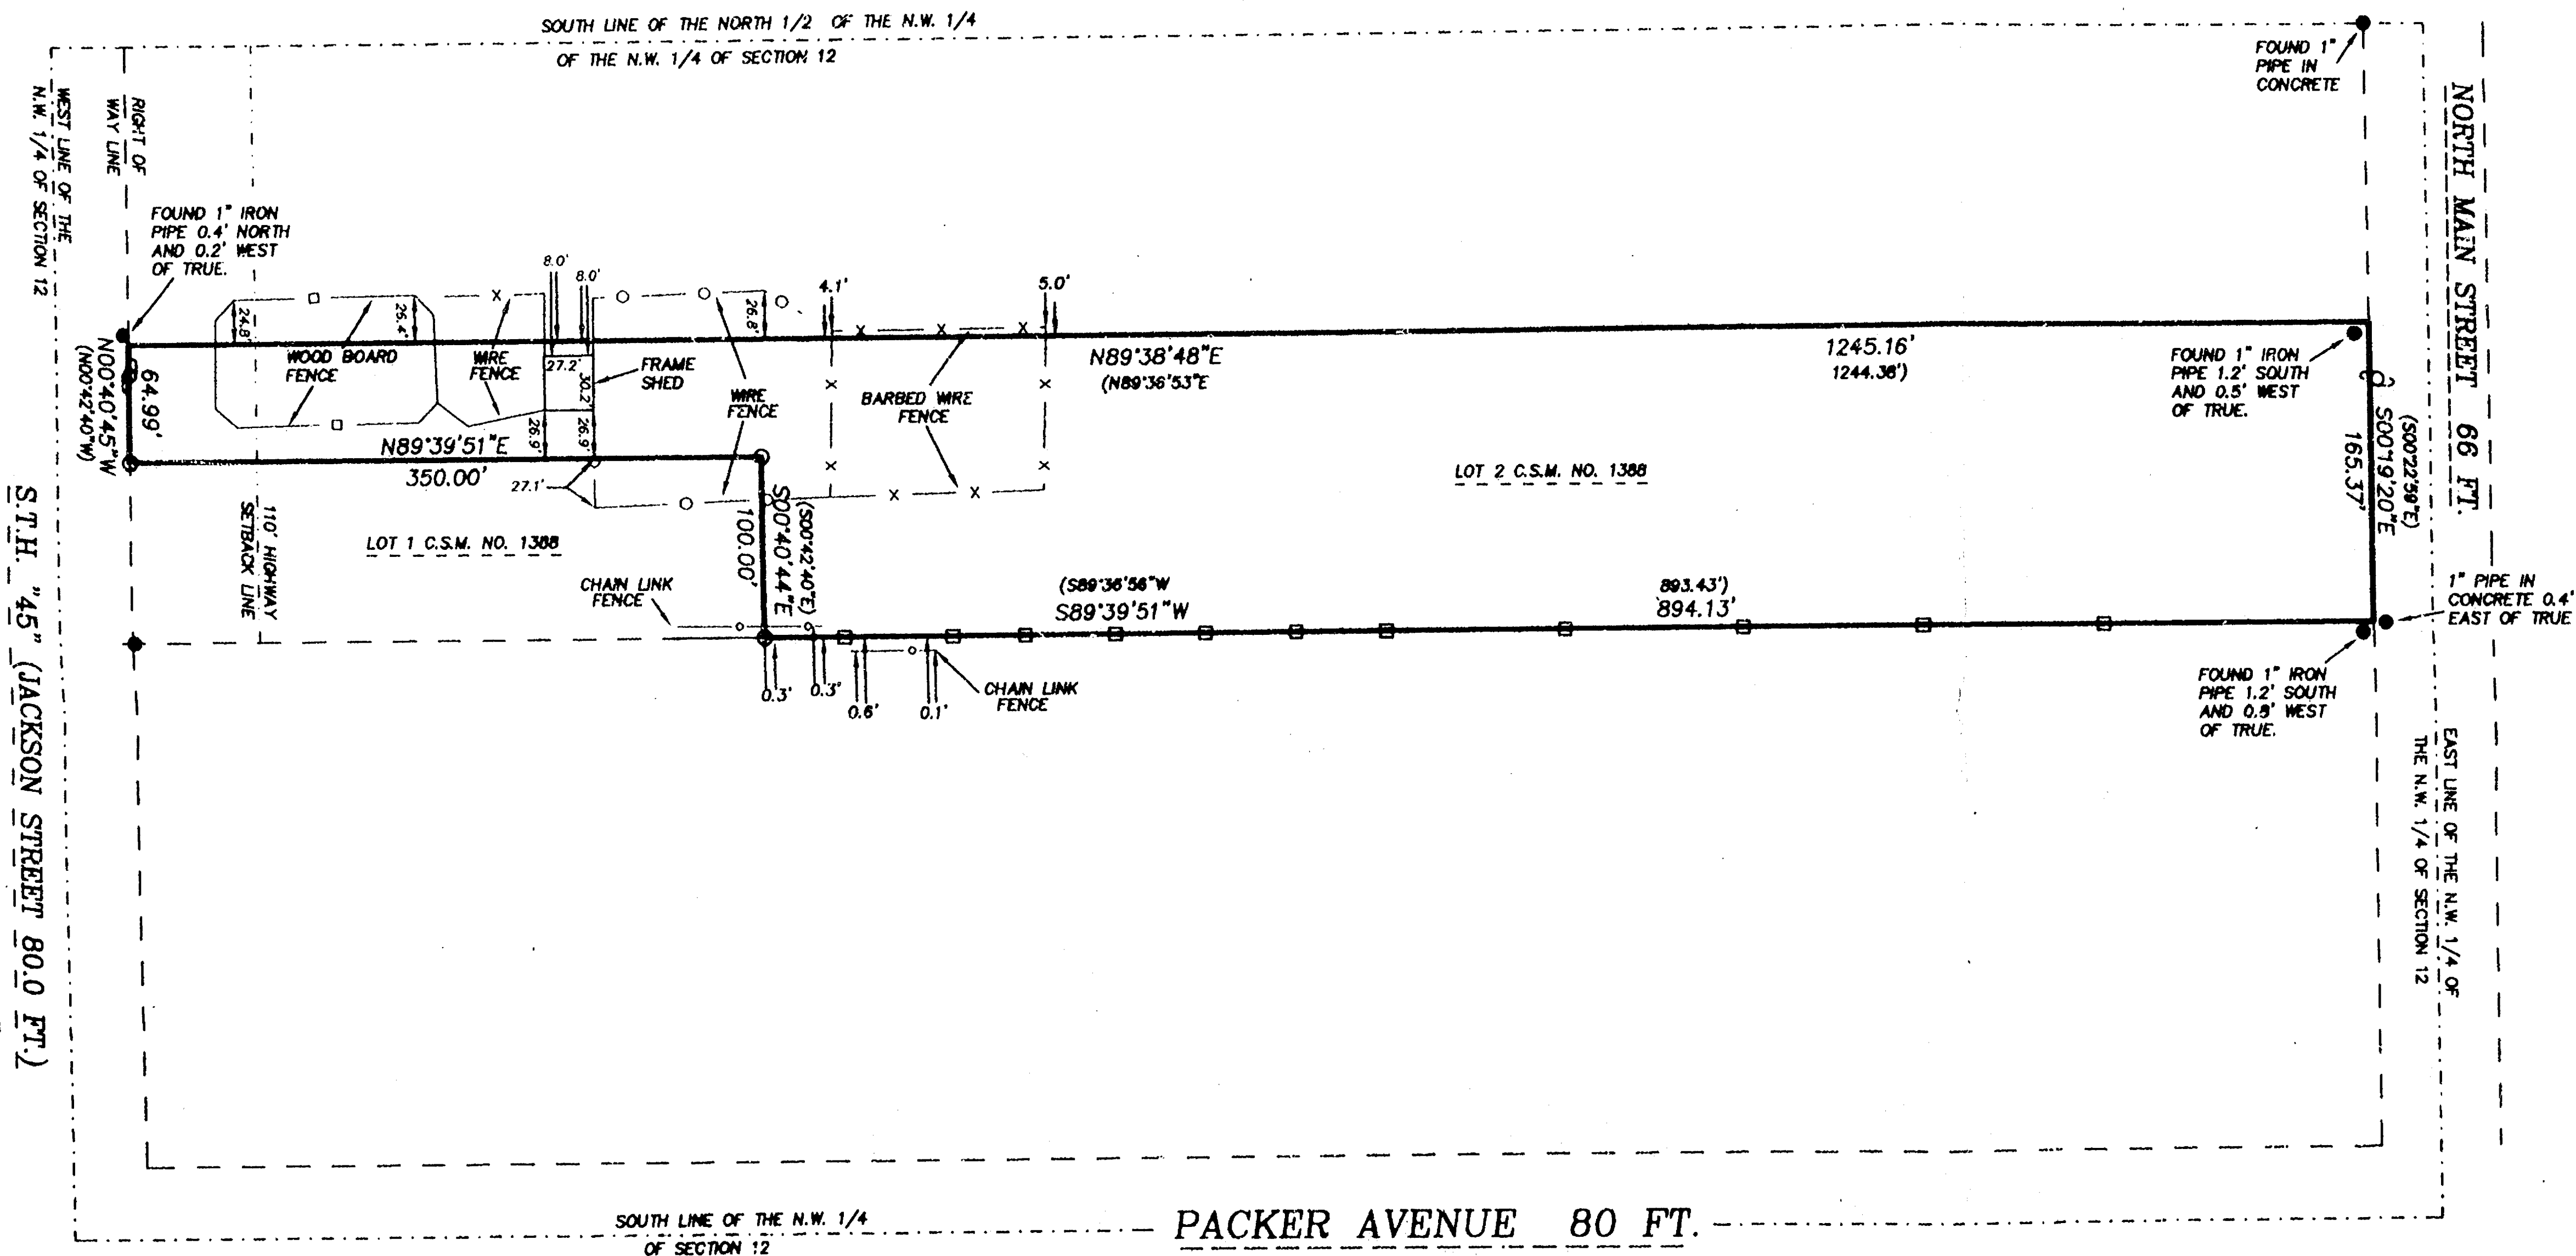 SOUTH LINE OF THE NORTH 1/2 OF THE N.W. 1/4
OF THE N.W. 1/4 OF SECTION 12
FOUND 1"
PIPE IN
CONCRETE
NORTH MAIN STREET 66 FT.
RIGHT OF
WAY LINE
WEST LINE OF THE
N.W. 1/4 OF SECTION 12
FOUND 1" IRON
PIPE 0.4' NORTH
AND 0.2' WEST
OF TRUE.
8.0'
8.0'
4.1'
5.0'
24.8'
26.4'
26.8'
WOOD BOARD
FENCE
WIRE
FENCE
27.2'
30.2'
FRAME
SHED
WIRE
FENCE
BARBED WIRE
FENCE
N89°38'48"E
(N89°36'53"E
1245.16'
1244.36')
FOUND 1" IRON
PIPE 1.2' SOUTH
AND 0.5' WEST
OF TRUE.
64.99'
N00°40'45"W
(N00°42'40"W)
N89°39'51"E
350.00'
26.9'
26.9'
27.1'
(S00°22'59"E)
S00°19'20"E
165.37'
LOT 2 C.S.M. NO. 1388
110' HIGHWAY
SETBACK LINE
LOT 1 C.S.M. NO. 1388
(S00°42'40"E)
S00°40'44"E
100.00'
CHAIN LINK
FENCE
(S89°36'56"W
S89°39'51"W
893.43')
894.13'
1" PIPE IN
CONCRETE 0.4'
EAST OF TRUE
0.3'
0.3'
0.6'
0.1'
CHAIN LINK
FENCE
FOUND 1" IRON
PIPE 1.2' SOUTH
AND 0.8' WEST
OF TRUE.
EAST LINE OF THE N.W. 1/4 OF
THE N.W. 1/4 OF SECTION 12
S.T.H. "45" (JACKSON STREET 80.0 FT.)
SOUTH LINE OF THE N.W. 1/4
OF SECTION 12
PACKER AVENUE 80 FT.